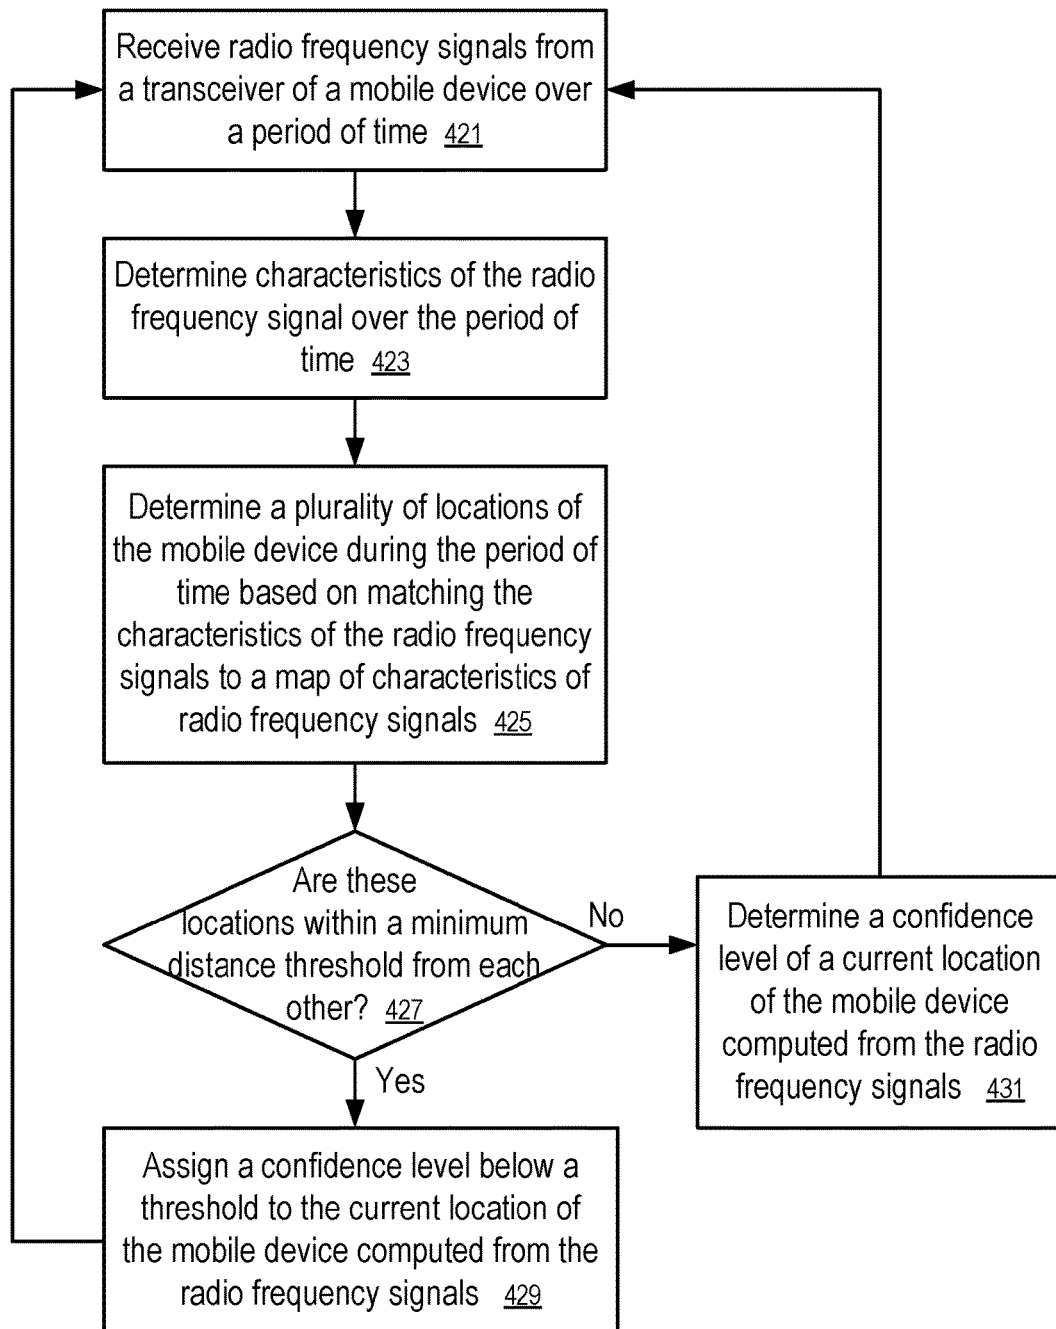 Receive radio frequency signals from
a transceiver of a mobile device over
a period of time 421
Determine characteristics of the radio
frequency signal over the period of
time 423
Determine a plurality of locations of
the mobile device during the period of
time based on matching the
characteristics of the radio frequency
signals to a map of characteristics of
radio frequency signals 425
Are these
locations within a minimum
distance threshold from each
other? 427
No
Determine a confidence
level of a current location
of the mobile device
computed from the radio
frequency signals 431
Yes
Assign a confidence level below a
threshold to the current location of
the mobile device computed from the
radio frequency signals 429